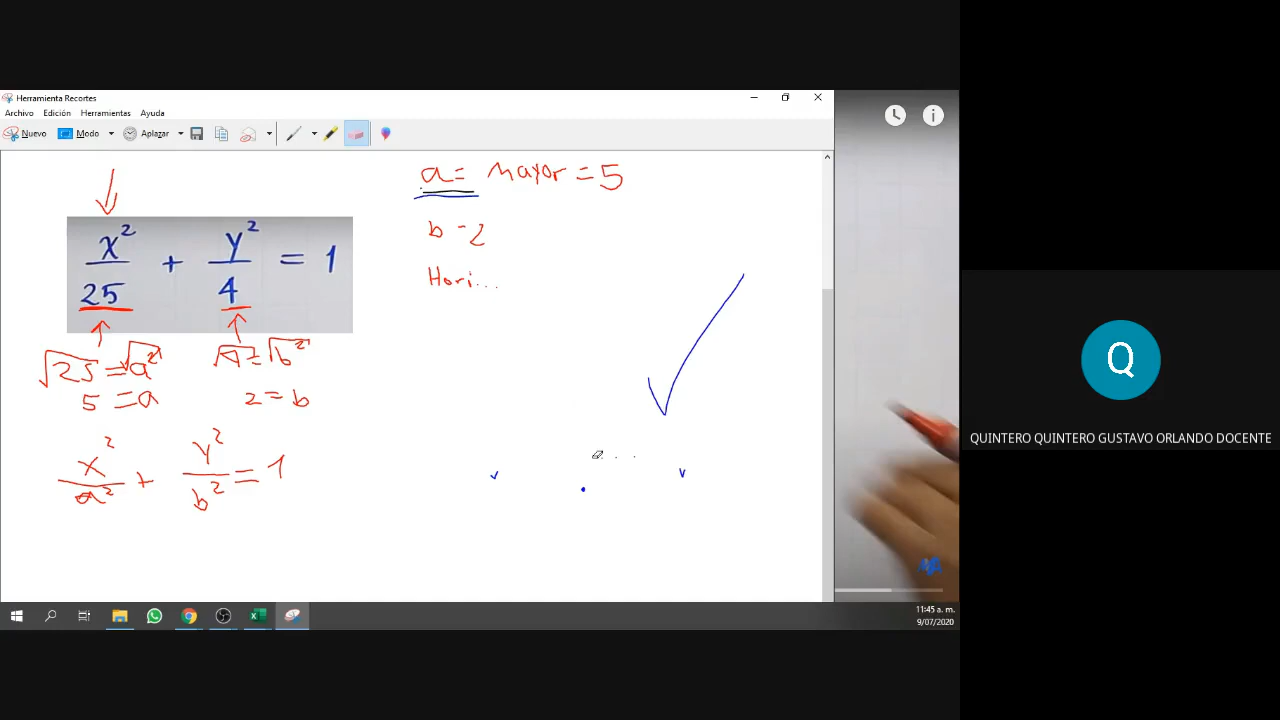 Herramienta Recortes
Archivo Edición Herramientas Ayuda
Nuevo Modo Aplazar
a = Mayor = 5
b = 2
Hori...
x² / 25 + y² / 4 = 1
√25 = √a² √4 = √b²
5 = a 2 = b
x² / a² + y² / b² = 1
v v
Q
QUINTERO QUINTERO GUSTAVO ORLANDO DOCENTE
11:45 a. m.
9/07/2020